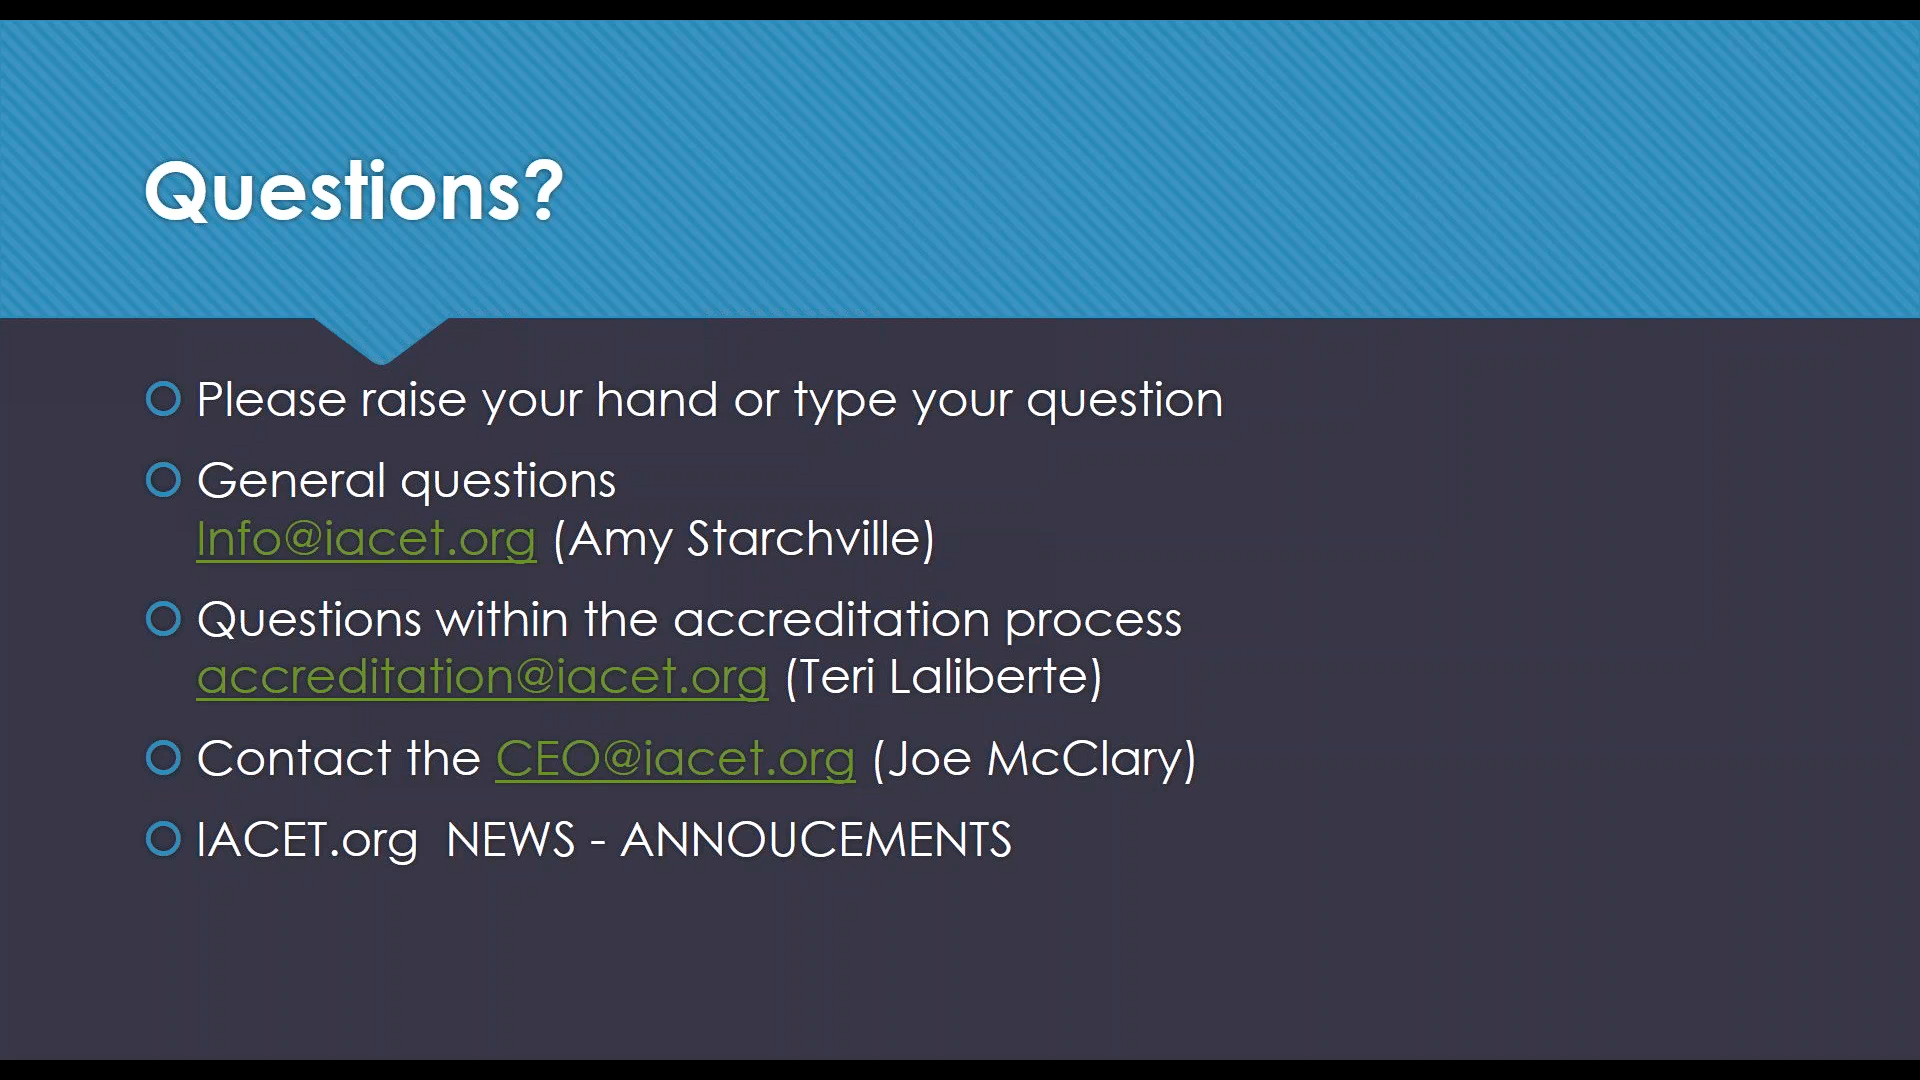 Questions?
Please raise your hand or type your question
General questions
Info@iacet.org (Amy Starchville)
Questions within the accreditation process
accreditation@iacet.org (Teri Laliberte)
Contact the CEO@iacet.org (Joe McClary)
IACET.org  NEWS - ANNOUCEMENTS